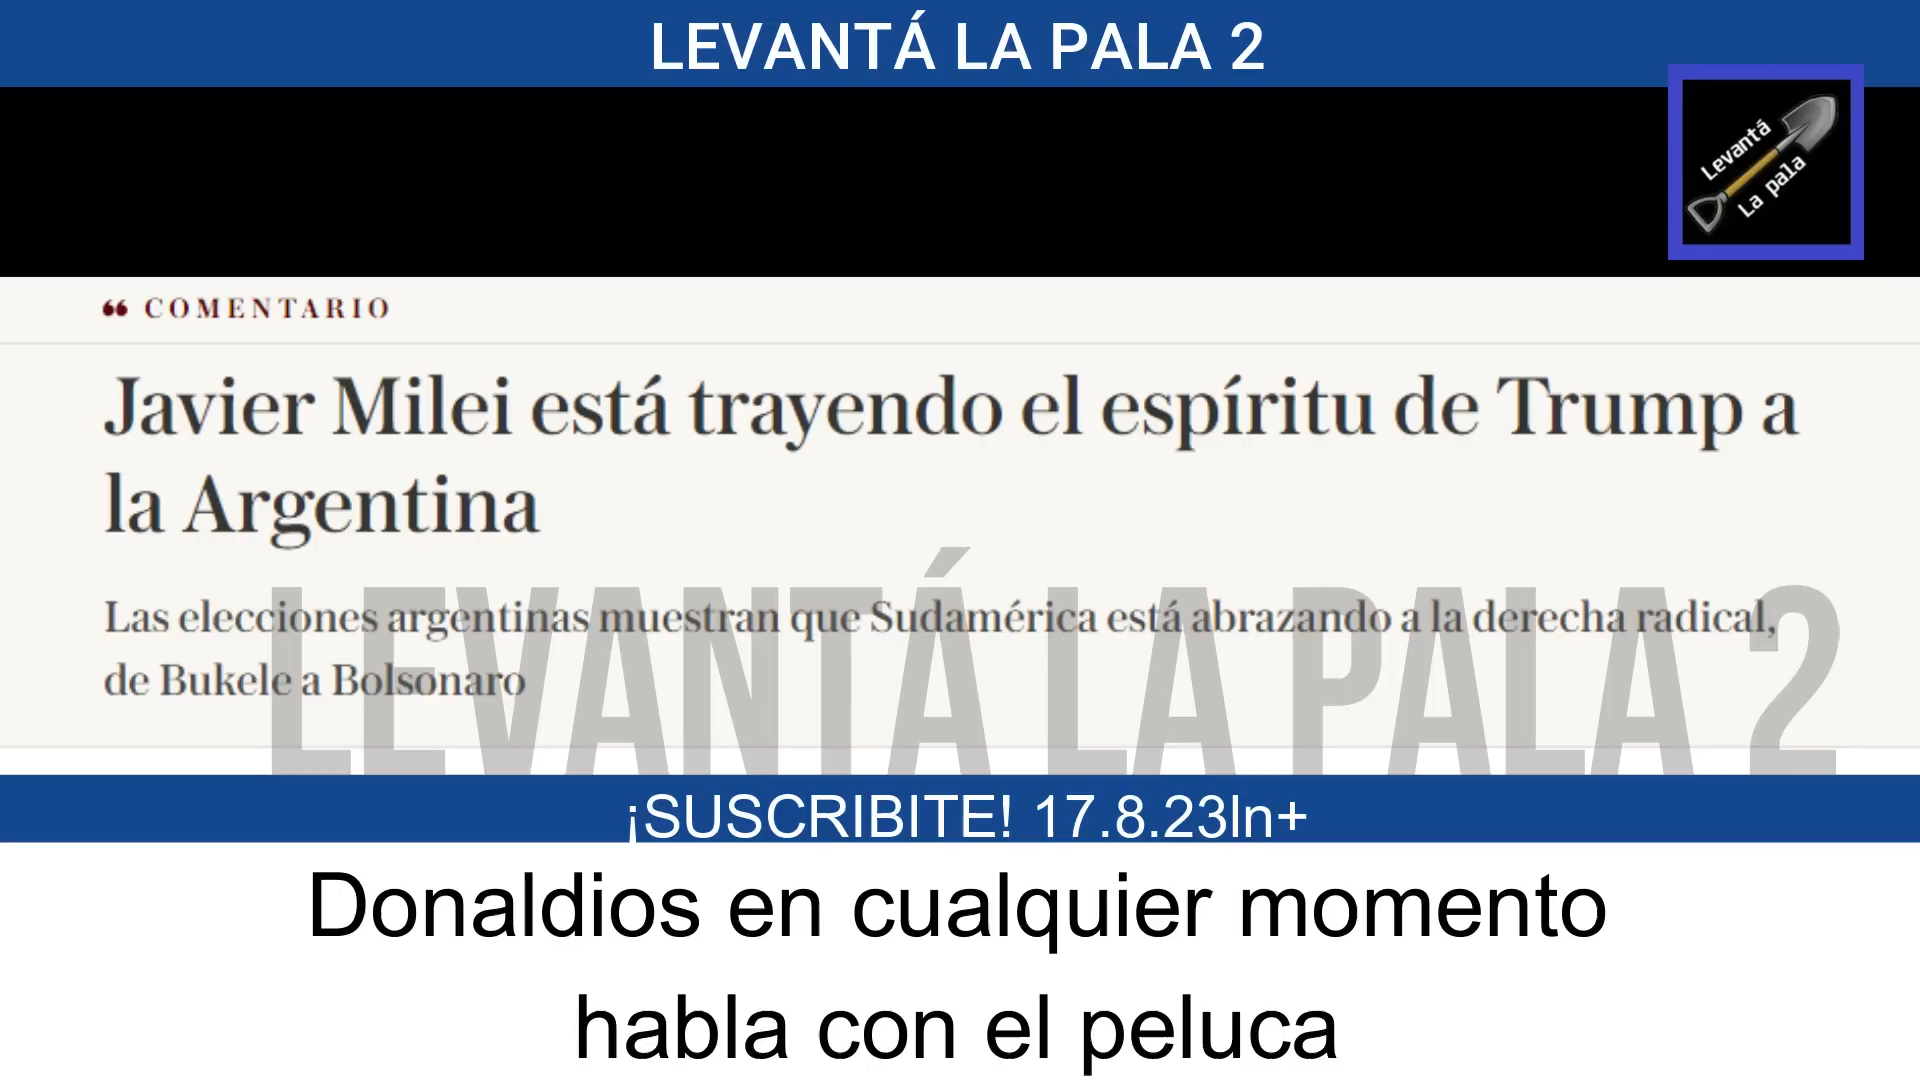 LEVANTÁ LA PALA 2
Levantá
La pala
❝ COMENTARIO
Javier Milei está trayendo el espíritu de Trump a
la Argentina
Las elecciones argentinas muestran que Sudamérica está abrazando a la derecha radical,
de Bukele a Bolsonaro
LEVANTÁ LA PALA 2
¡SUSCRIBITE! 17.8.23ln+
Donaldios en cualquier momento
habla con el peluca